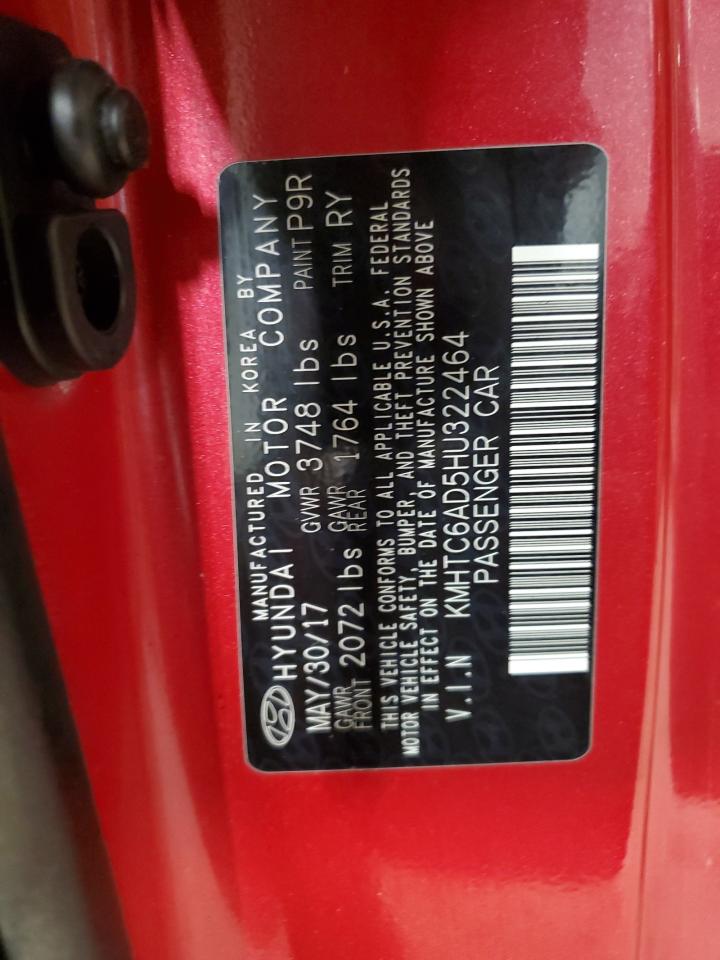 MANUFACTURED IN KOREA BY
HYUNDAI MOTOR COMPANY
MAY/30/17 GVWR 3748 lbs PAINT P9R
GAWR FRONT 2072 lbs GAWR REAR 1764 lbs TRIM RY
THIS VEHICLE CONFORMS TO ALL APPLICABLE U.S.A. FEDERAL
MOTOR VEHICLE SAFETY, BUMPER, AND THEFT PREVENTION STANDARDS
IN EFFECT ON THE DATE OF MANUFACTURE SHOWN ABOVE
V.I.N KMHTC6AD5HU322464
PASSENGER CAR